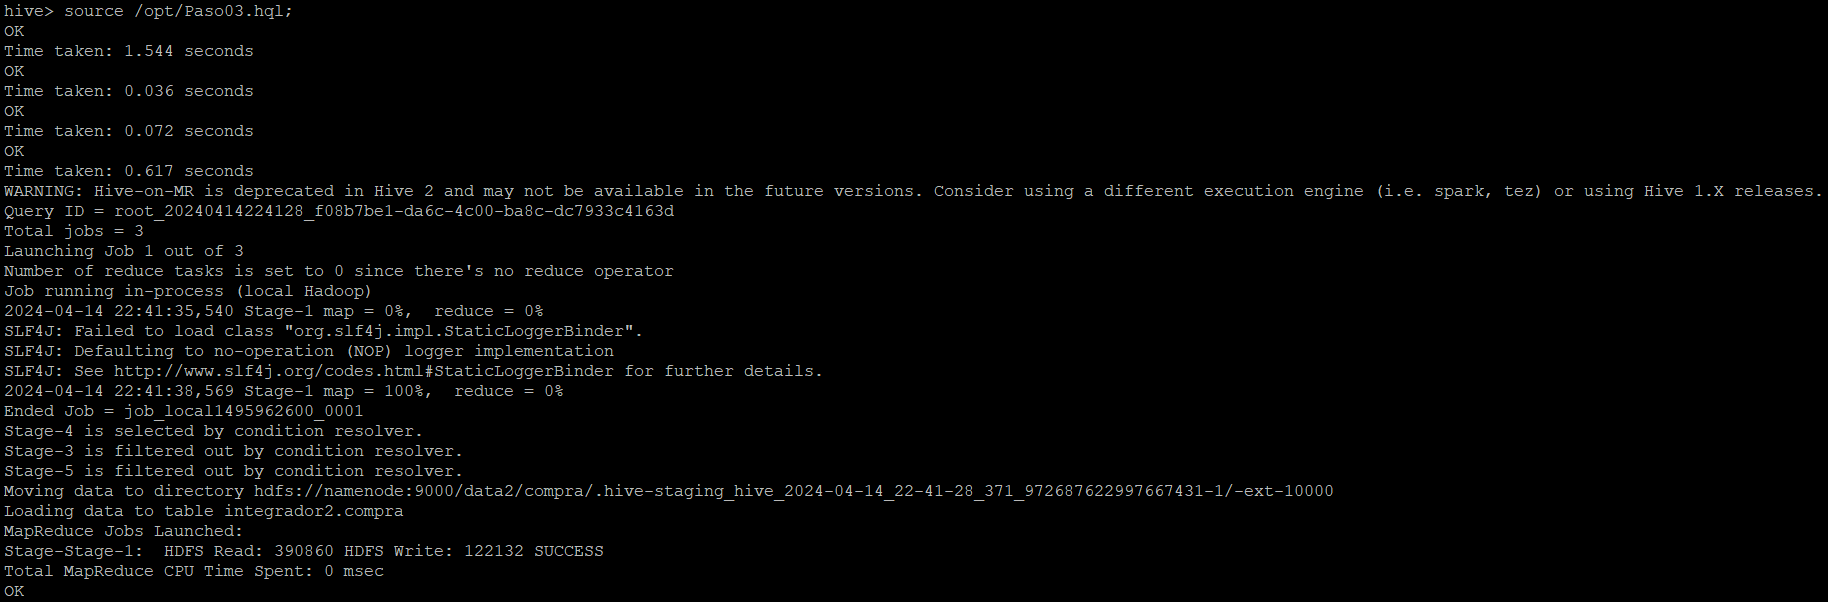 hive> source /opt/Paso03.hql;
OK
Time taken: 1.544 seconds
OK
Time taken: 0.036 seconds
OK
Time taken: 0.072 seconds
OK
Time taken: 0.617 seconds
WARNING: Hive-on-MR is deprecated in Hive 2 and may not be available in the future versions. Consider using a different execution engine (i.e. spark, tez) or using Hive 1.X releases.
Query ID = root_20240414224128_f08b7be1-da6c-4c00-ba8c-dc7933c4163d
Total jobs = 3
Launching Job 1 out of 3
Number of reduce tasks is set to 0 since there's no reduce operator
Job running in-process (local Hadoop)
2024-04-14 22:41:35,540 Stage-1 map = 0%,  reduce = 0%
SLF4J: Failed to load class "org.slf4j.impl.StaticLoggerBinder".
SLF4J: Defaulting to no-operation (NOP) logger implementation
SLF4J: See http://www.slf4j.org/codes.html#StaticLoggerBinder for further details.
2024-04-14 22:41:38,569 Stage-1 map = 100%,  reduce = 0%
Ended Job = job_local1495962600_0001
Stage-4 is selected by condition resolver.
Stage-3 is filtered out by condition resolver.
Stage-5 is filtered out by condition resolver.
Moving data to directory hdfs://namenode:9000/data2/compra/.hive-staging_hive_2024-04-14_22-41-28_371_972687622997667431-1/-ext-10000
Loading data to table integrador2.compra
MapReduce Jobs Launched:
Stage-Stage-1:  HDFS Read: 390860 HDFS Write: 122132 SUCCESS
Total MapReduce CPU Time Spent: 0 msec
OK